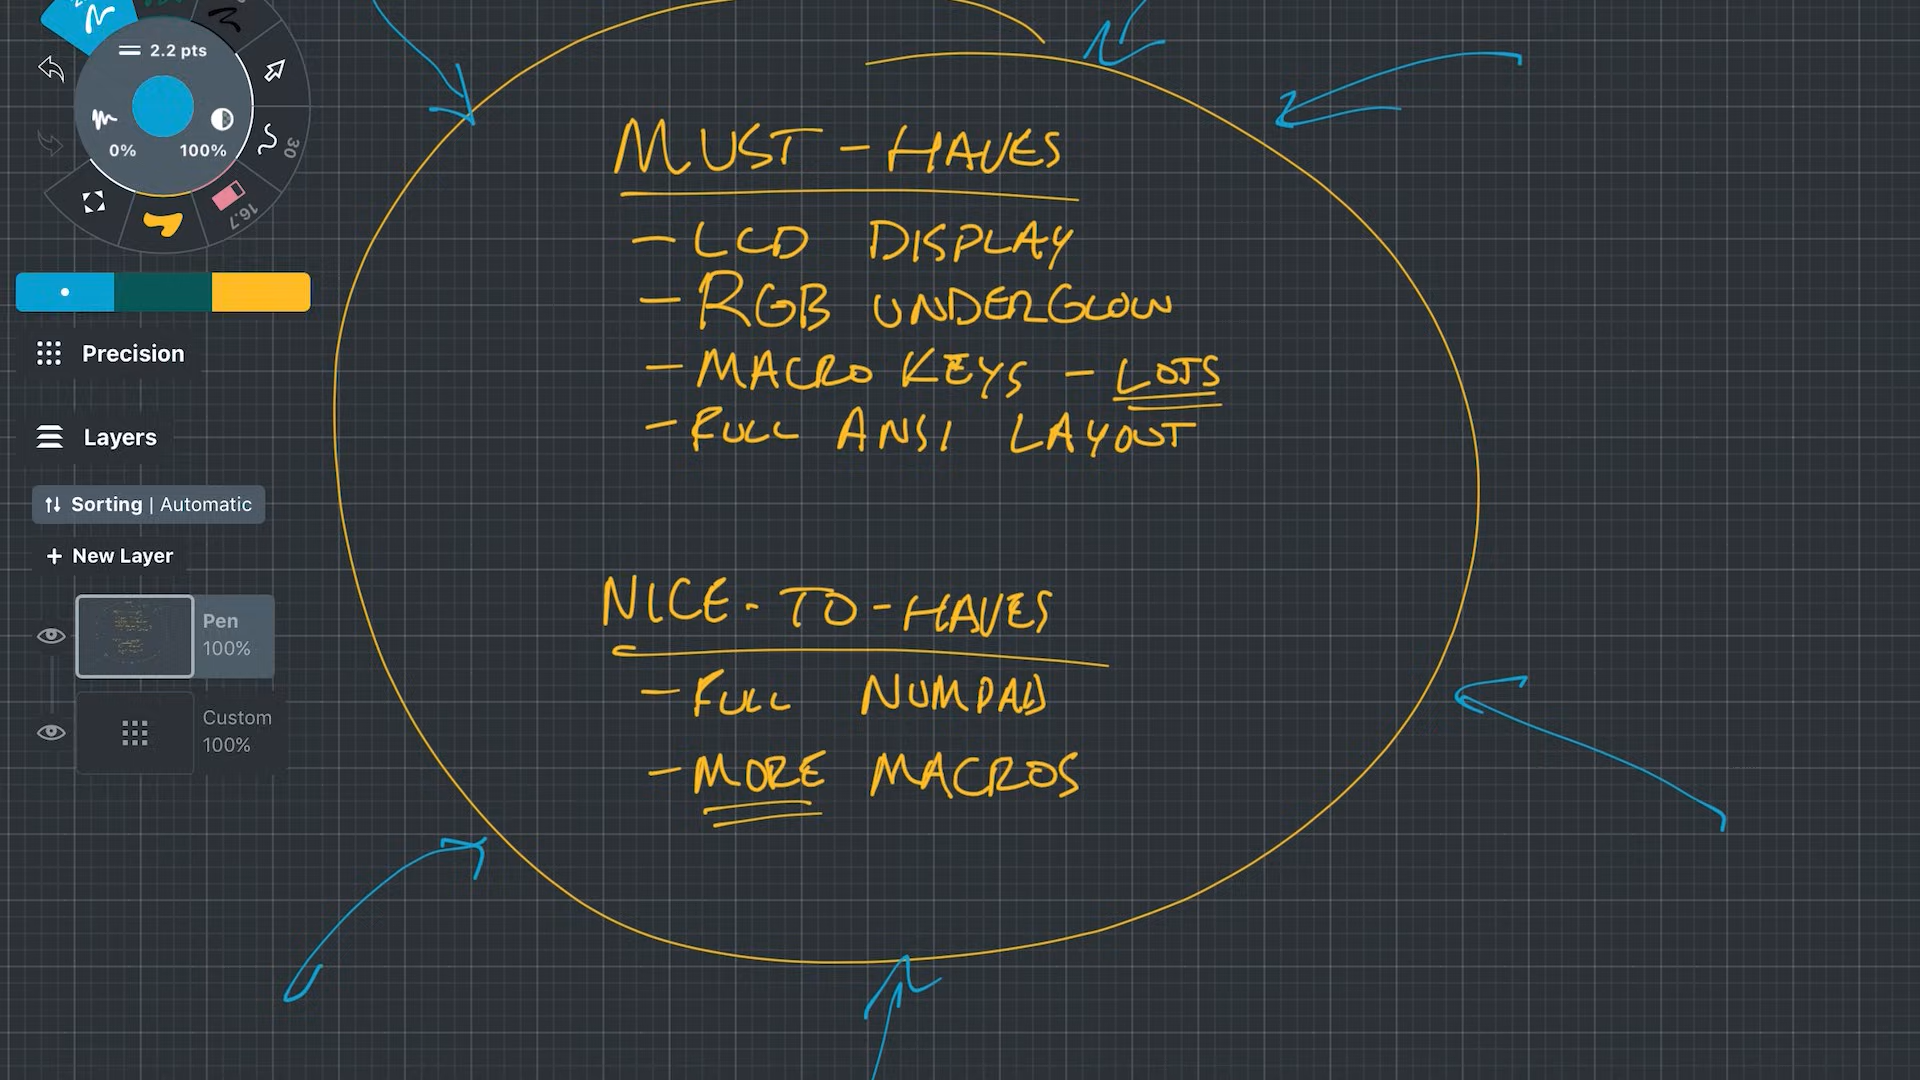 2.2 pts
0%
100%
30
16.7
Precision
Layers
Sorting | Automatic
+ New Layer
Pen
100%
Custom
100%
MUST - HAVES
- LCD DISPLAY
- RGB UNDERGLOW
- MACRO KEYS - LOTS
- FULL ANSI LAYOUT
NICE - TO - HAVES
- FULL NUMPAD
- MORE MACROS